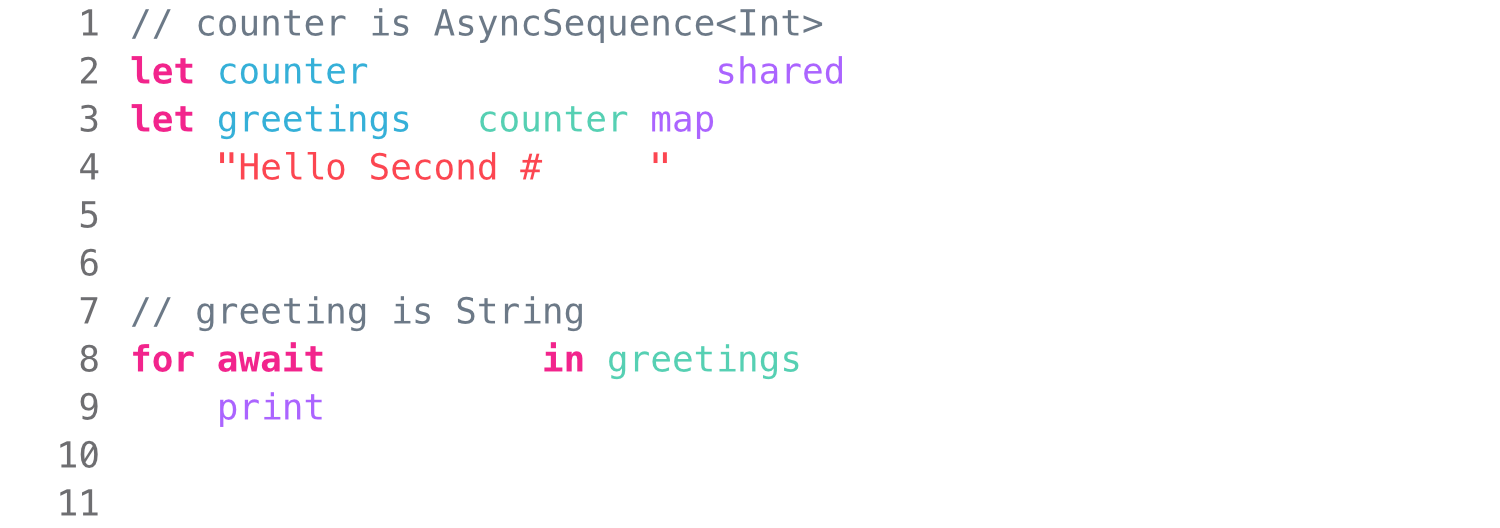 1 // counter is AsyncSequence<Int>
2 let counter shared
3 let greetings counter map
4 "Hello Second # "
5
6
7 // greeting is String
8 for await in greetings
9 print
10
11